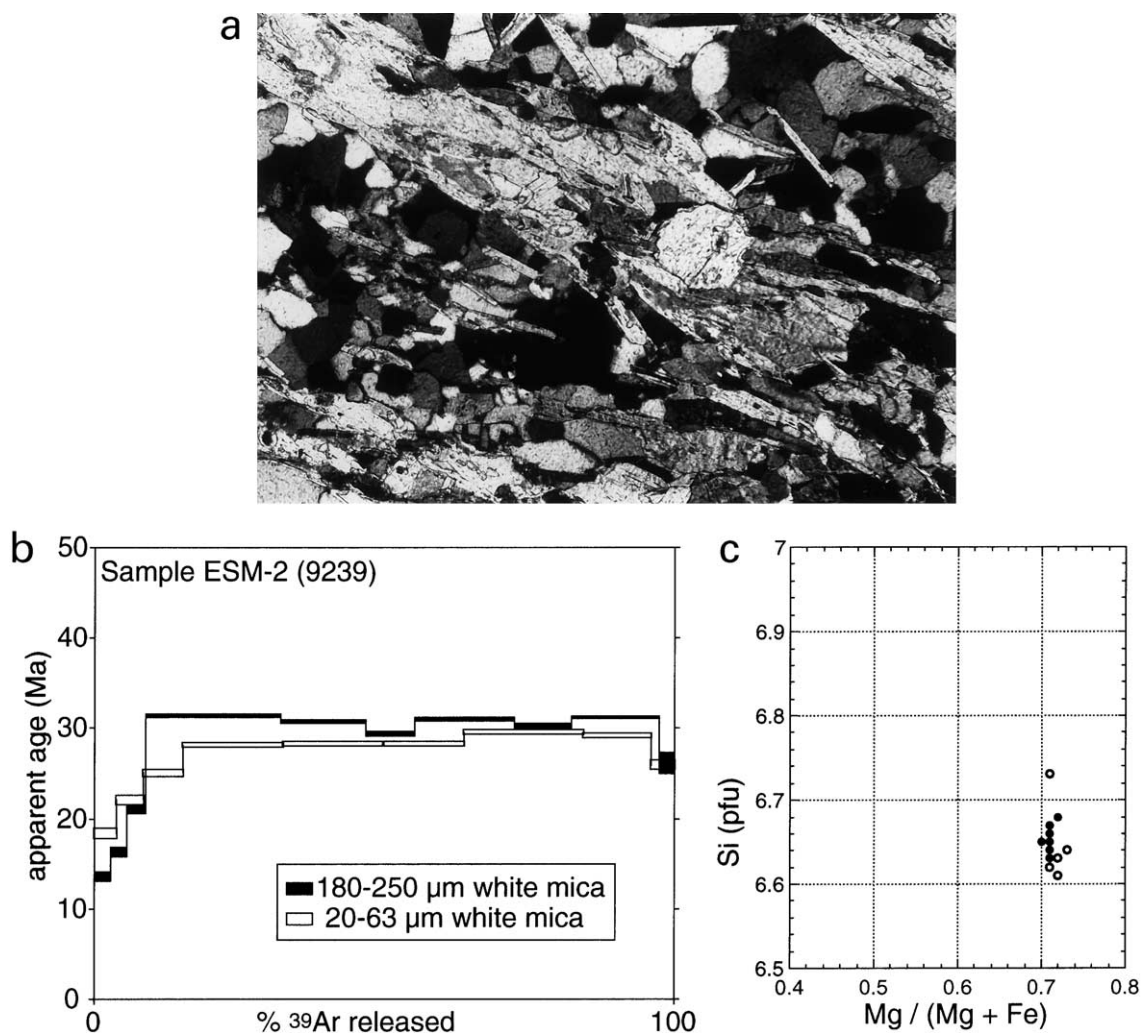 a
b
50
40
30
20
10
0
apparent age (Ma)
Sample ESM-2 (9239)
180-250 µm white mica
20-63 µm white mica
0
% ³⁹Ar released
100
c
7
6.9
6.8
6.7
6.6
6.5
Si (pfu)
0.4
0.5
0.6
0.7
0.8
Mg / (Mg + Fe)